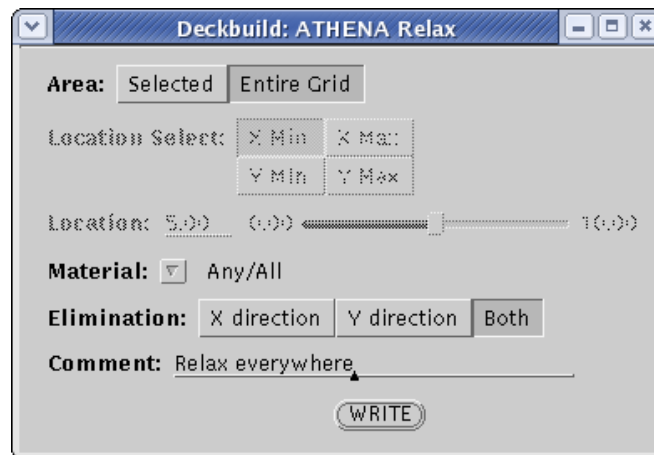 Deckbuild: ATHENA Relax
Area: Selected Entire Grid
Location Select: X Min X Max
Y Min Y Max
Location: 5.00 0.00 10.00
Material: Any/All
Elimination: X direction Y direction Both
Comment: Relax everywhere
WRITE